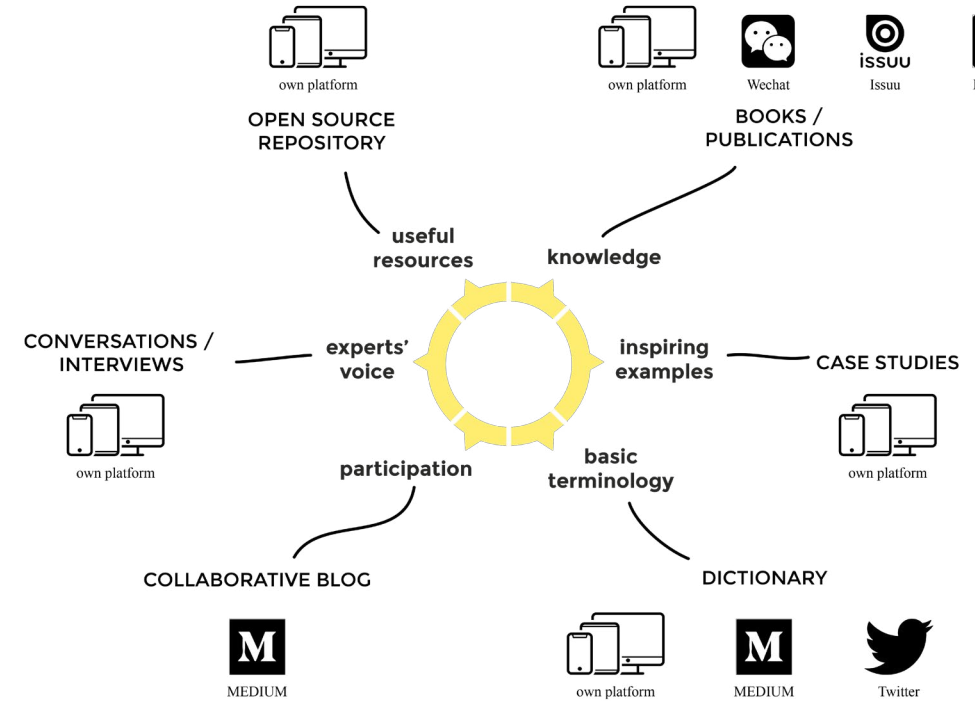 own platform
own platform
issuu
Wechat
Issuu
OPEN SOURCE
REPOSITORY
BOOKS /
PUBLICATIONS
useful
resources
knowledge
CONVERSATIONS /
INTERVIEWS
experts'
voice
inspiring
examples
CASE STUDIES
own platform
own platform
participation
basic
terminology
COLLABORATIVE BLOG
DICTIONARY
M
M
MEDIUM
own platform
MEDIUM
Twitter